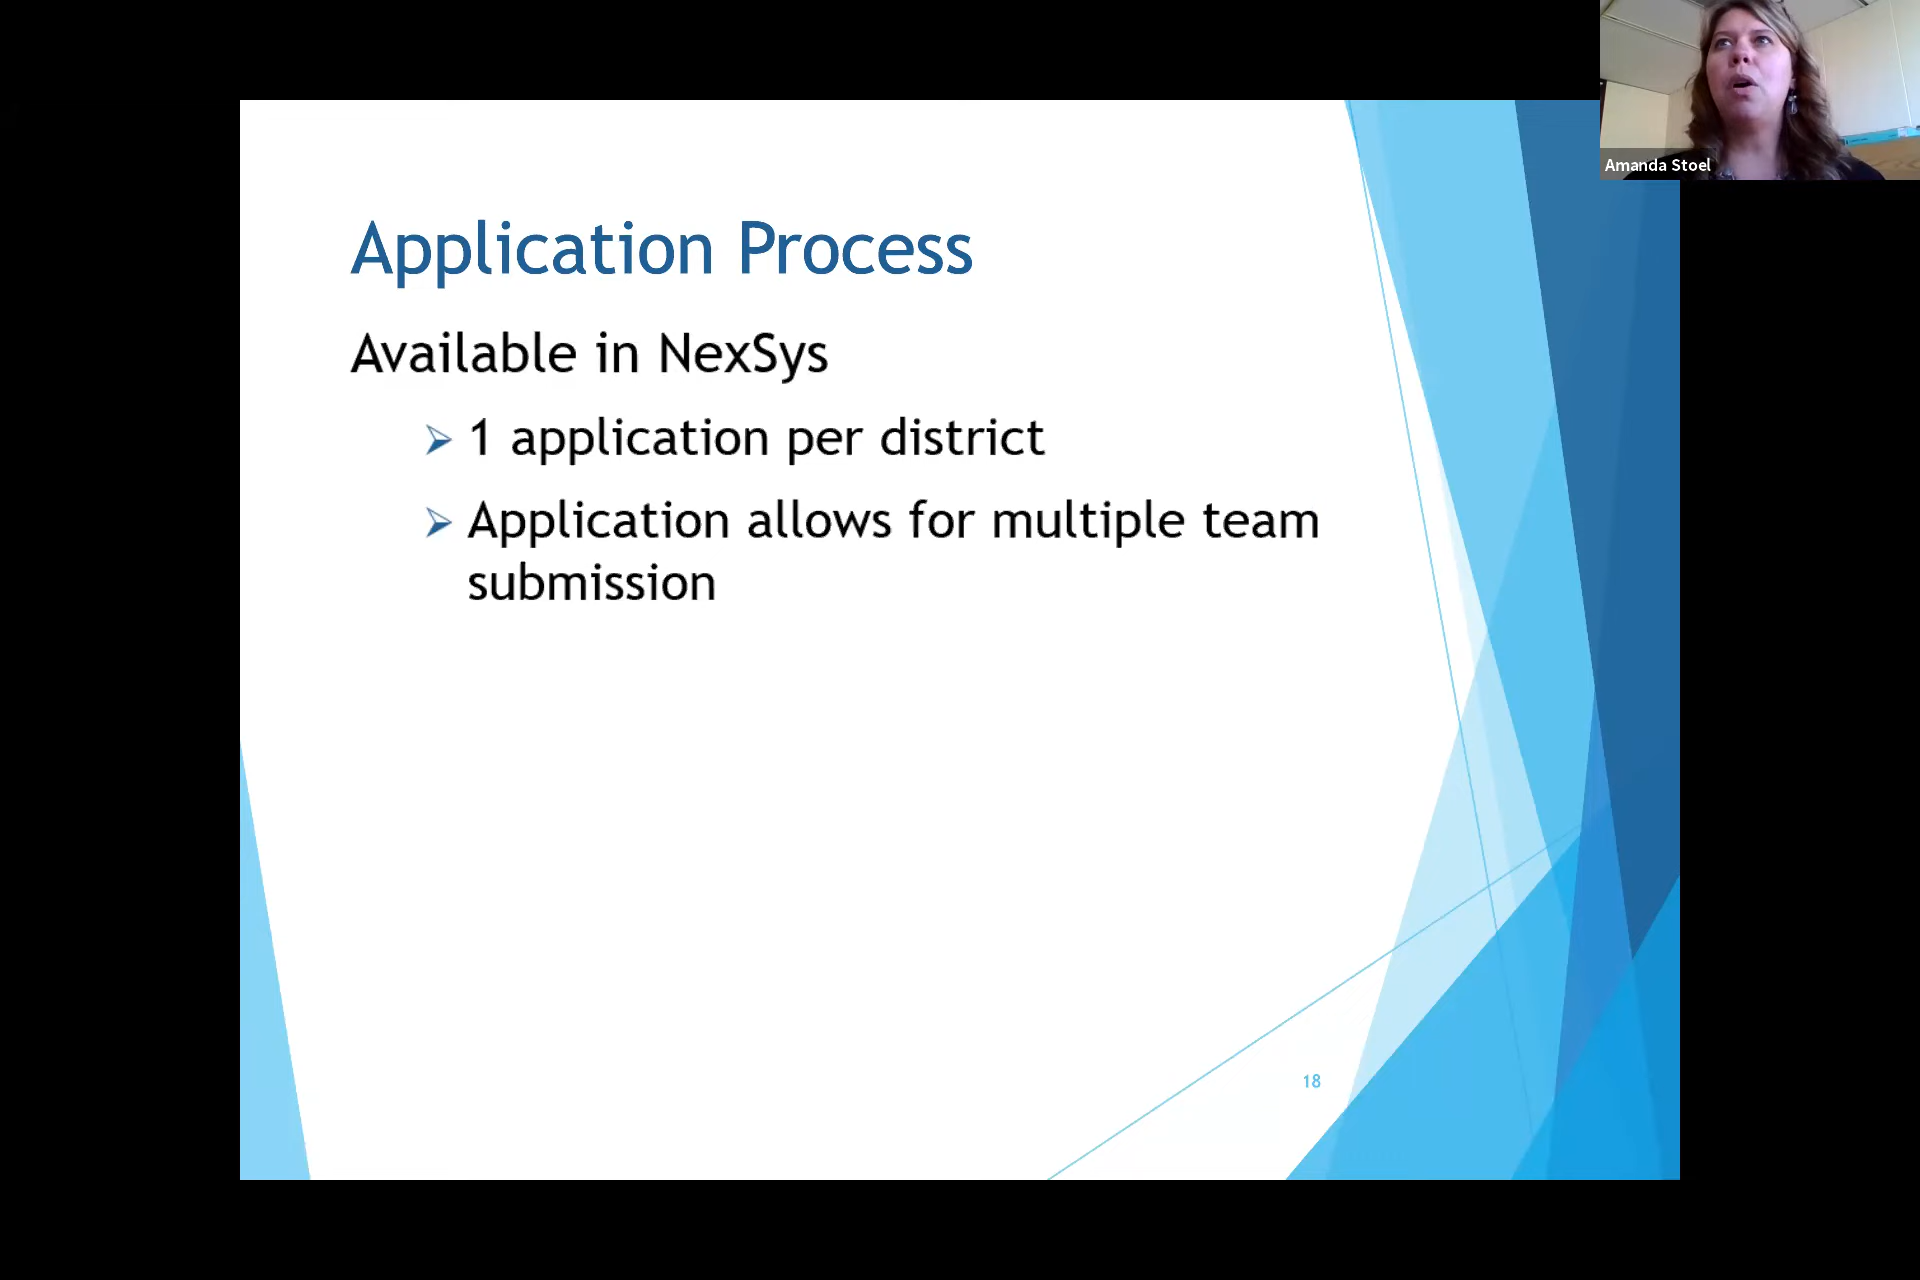 Amanda Stoel
Application Process
Available in NexSys
1 application per district
Application allows for multiple team
submission
18